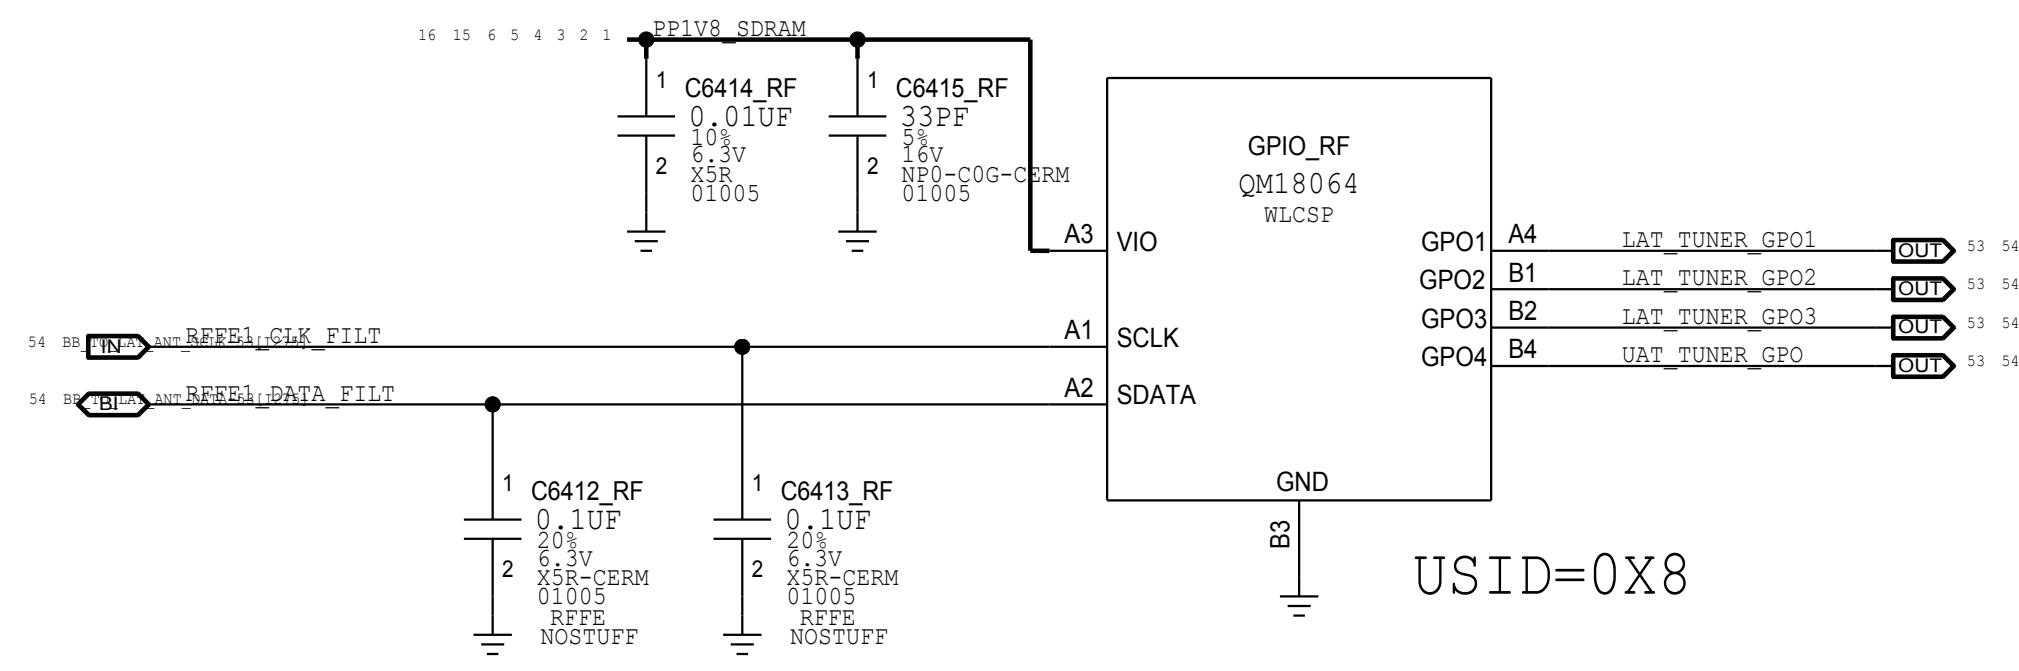 16 15 6 5 4 3 2 1 PP1V8_SDRAM
1
C6414_RF
0.01UF
10%
6.3V
2
X5R
01005
1
C6415_RF
33PF
5%
16V
2
NP0-C0G-CERM
01005
GPIO_RF
QM18064
WLCSP
A3 VIO
A1 SCLK
A2 SDATA
GND
B3
GPO1 A4 LAT_TUNER_GPO1 OUT 53 54
GPO2 B1 LAT_TUNER_GPO2 OUT 53 54
GPO3 B2 LAT_TUNER_GPO3 OUT 53 54
GPO4 B4 UAT_TUNER_GPO OUT 53 54
54 IN RFFE1_CLK_FILT
54 BI RFFE1_DATA_FILT
1
C6412_RF
0.1UF
20%
6.3V
2
X5R-CERM
01005
RFFE
NOSTUFF
1
C6413_RF
0.1UF
20%
6.3V
2
X5R-CERM
01005
RFFE
NOSTUFF
USID=0X8